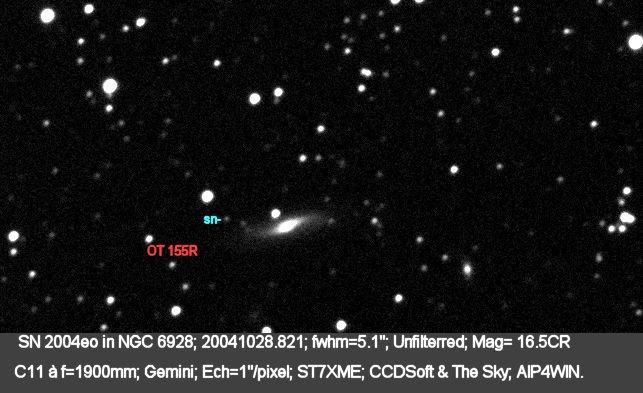 sn-
OT 155R
SN 2004eo in NGC 6928; 20041028.821; fwhm=5.1"; Unfilterred; Mag= 16.5CR
C11 à f=1900mm; Gemini; Ech=1"/pixel; ST7XME; CCDSoft & The Sky; AIP4WIN.